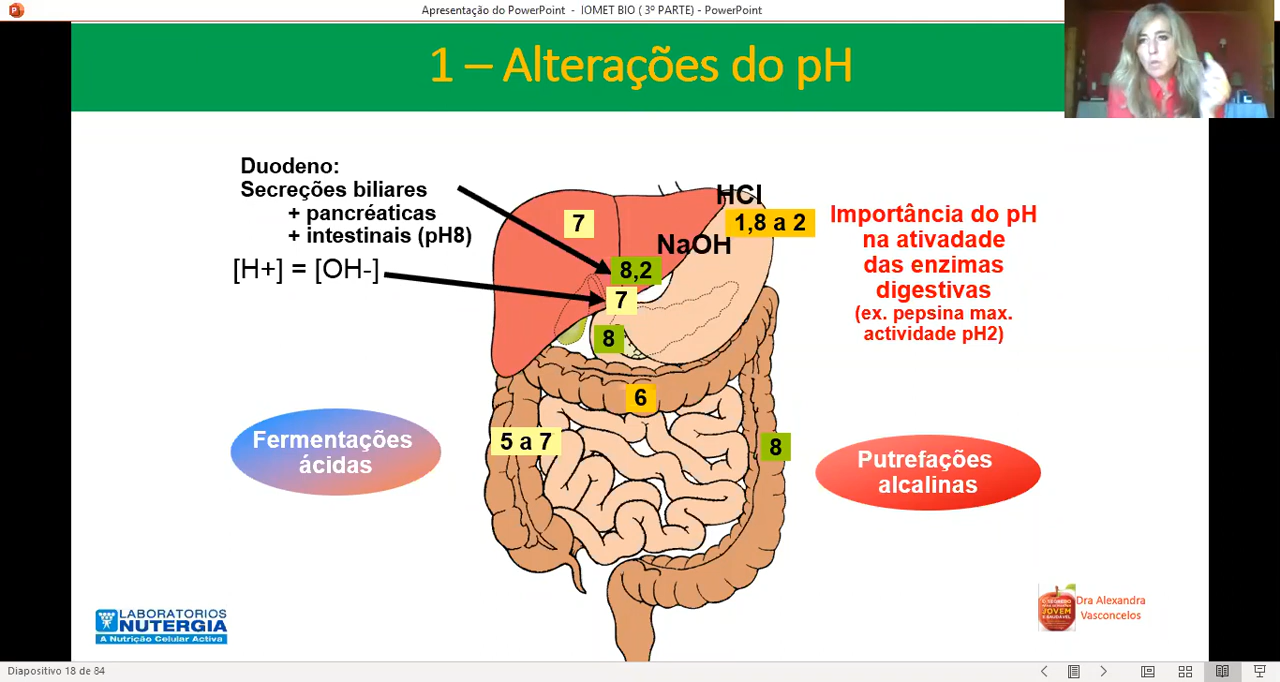 Apresentação do PowerPoint - IOMET BIO ( 3º PARTE) - PowerPoint
1 – Alterações do pH
Duodeno:
Secreções biliares
+ pancréaticas
+ intestinais (pH8)
[H+] = [OH-]
HCl
1,8 a 2
NaOH
7
8,2
7
8
6
5 a 7
8
Importância do pH
na ativadade
das enzimas
digestivas
(ex. pepsina max.
actividade pH2)
Fermentações
ácidas
Putrefações
alcalinas
LABORATORIOS
NUTERGIA
A Nutrição Celular Activa
JOVEM
Dra Alexandra
Vasconcelos
Diapositivo 18 de 84